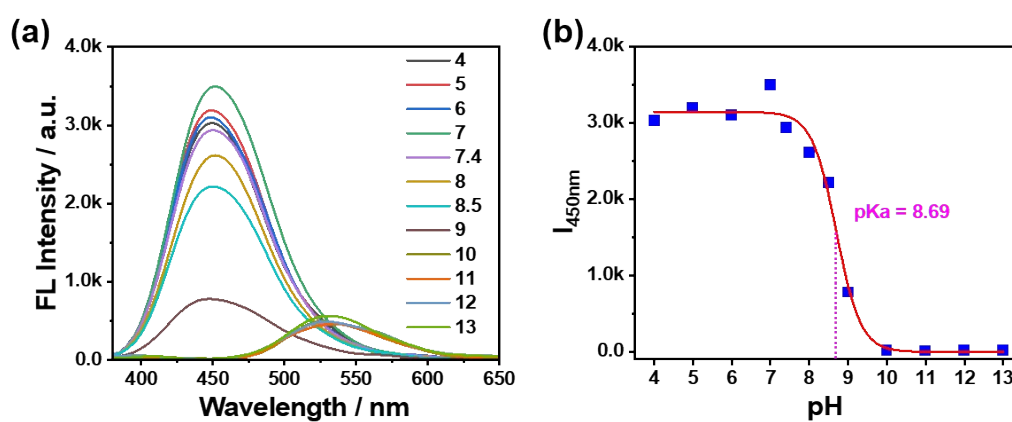 (a)
FL Intensity / a.u.
4.0k
3.0k
2.0k
1.0k
0.0
400
450
500
550
600
650
Wavelength / nm
4
5
6
7
7.4
8
8.5
9
10
11
12
13
(b)
I450nm
4.0k
3.0k
2.0k
1.0k
0.0
pKa = 8.69
4 5 6 7 8 9 10 11 12 13
pH